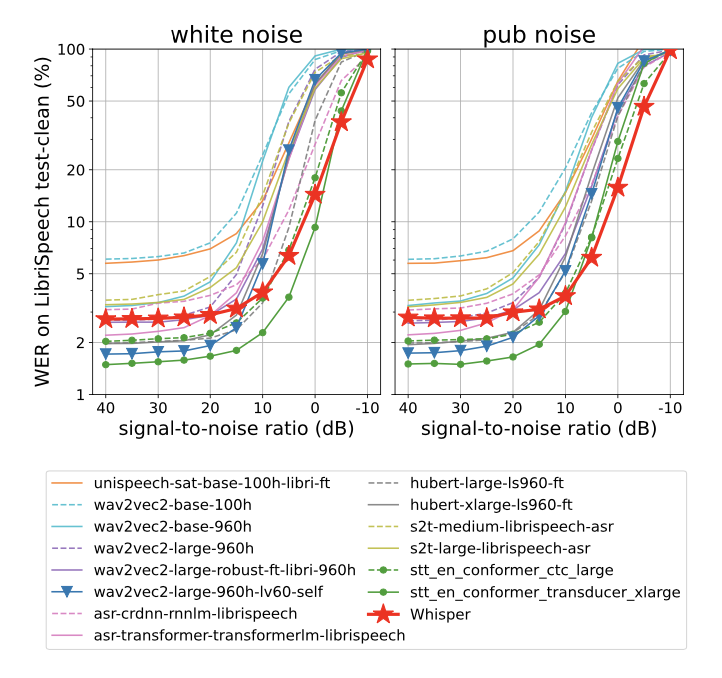 white noise pub noise
WER on LibriSpeech test-clean (%)
100
50
20
10
5
2
1
40 30 20 10 0 -10 40 30 20 10 0 -10
signal-to-noise ratio (dB) signal-to-noise ratio (dB)
unispeech-sat-base-100h-libri-ft
wav2vec2-base-100h
wav2vec2-base-960h
wav2vec2-large-960h
wav2vec2-large-robust-ft-libri-960h
wav2vec2-large-960h-lv60-self
asr-crdnn-rnnlm-librispeech
asr-transformer-transformerlm-librispeech
hubert-large-ls960-ft
hubert-xlarge-ls960-ft
s2t-medium-librispeech-asr
s2t-large-librispeech-asr
stt_en_conformer_ctc_large
stt_en_conformer_transducer_xlarge
Whisper